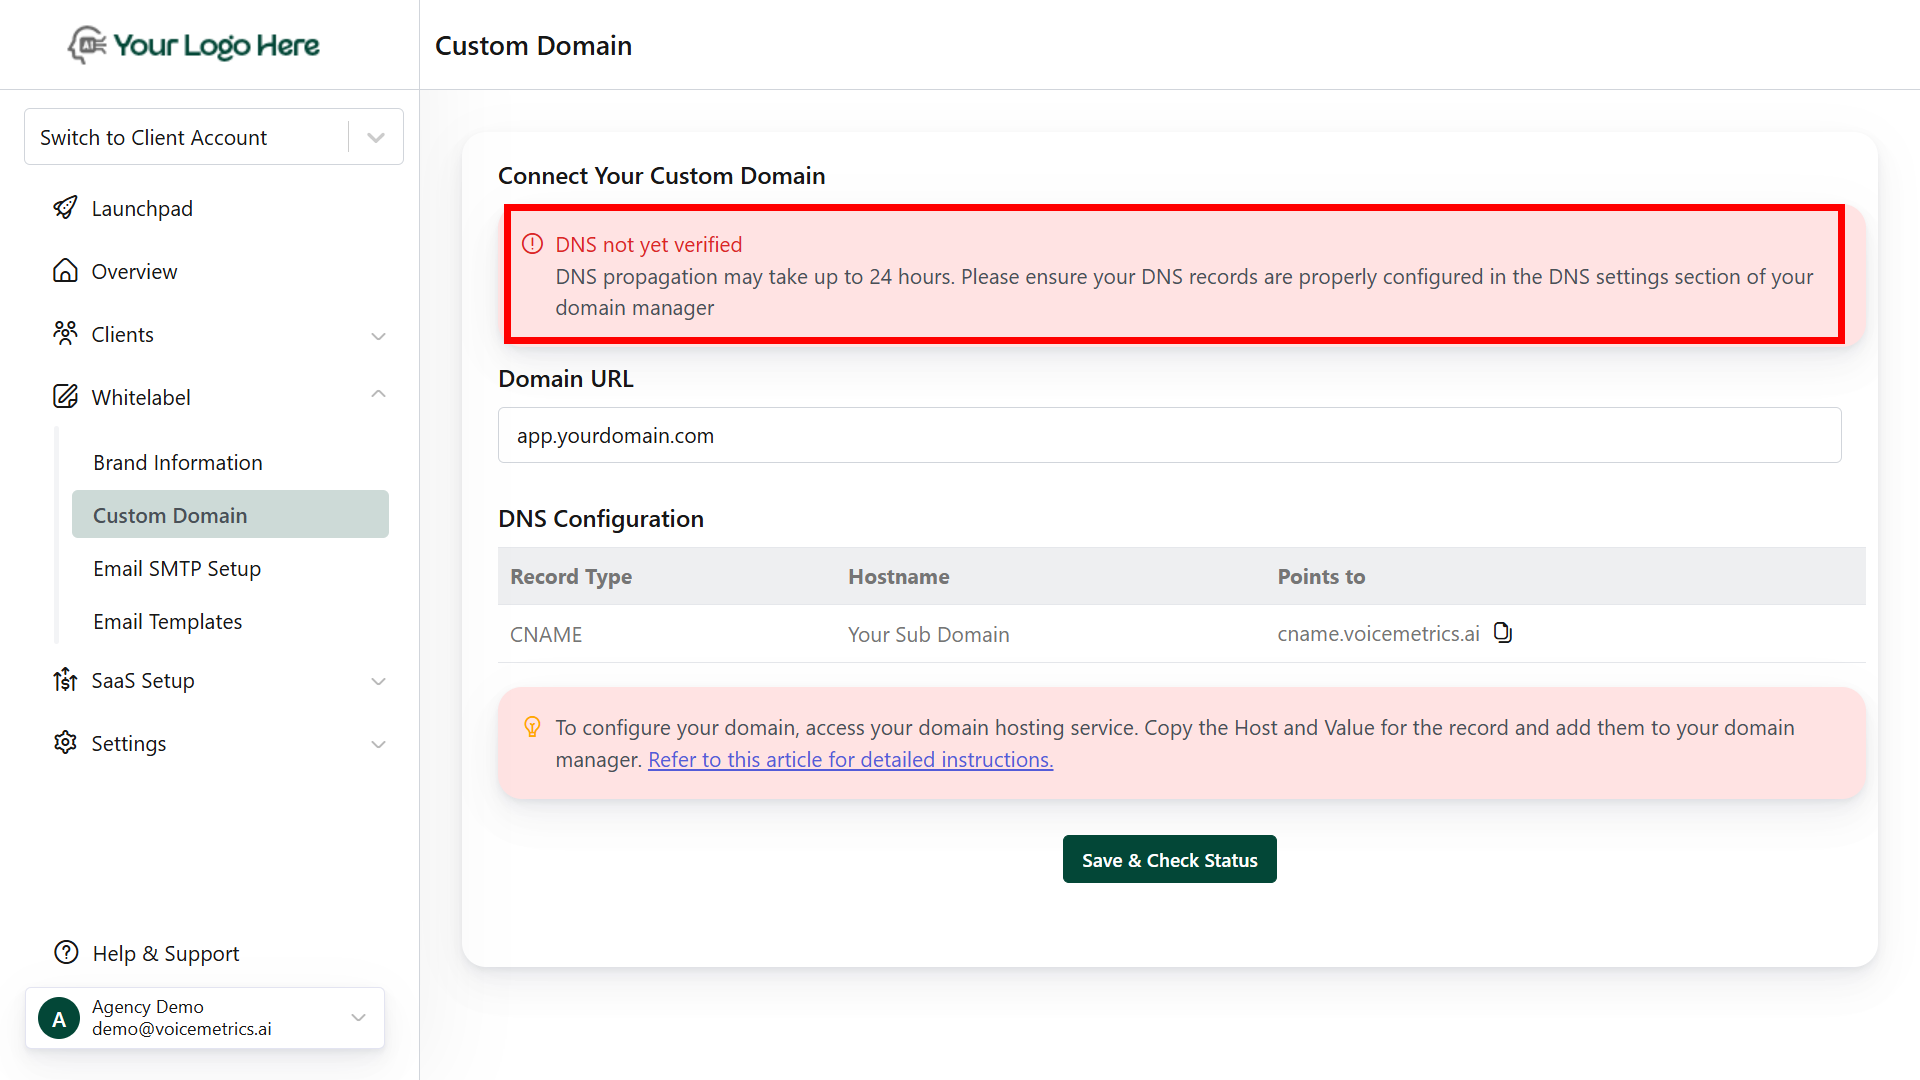 AI Your Logo Here
Custom Domain
Switch to Client Account
Launchpad
Overview
Clients
Whitelabel
Brand Information
Custom Domain
Email SMTP Setup
Email Templates
SaaS Setup
Settings
Help & Support
A
Agency Demo
demo@voicemetrics.ai
Connect Your Custom Domain
DNS not yet verified
DNS propagation may take up to 24 hours. Please ensure your DNS records are properly configured in the DNS settings section of your
domain manager
Domain URL
app.yourdomain.com
DNS Configuration
Record Type Hostname Points to
CNAME Your Sub Domain cname.voicemetrics.ai
To configure your domain, access your domain hosting service. Copy the Host and Value for the record and add them to your domain
manager. Refer to this article for detailed instructions.
Save & Check Status